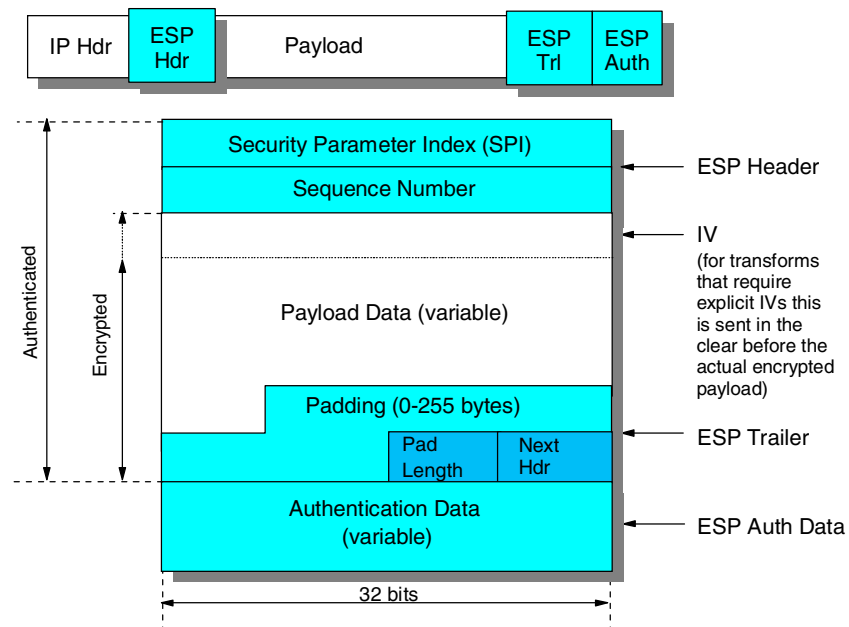 IP Hdr
ESP
Hdr
Payload
ESP
Trl
ESP
Auth
Security Parameter Index (SPI)
ESP Header
Sequence Number
IV
(for transforms
that require
explicit IVs this
is sent in the
clear before the
actual encrypted
payload)
Authenticated
Encrypted
Payload Data (variable)
Padding (0-255 bytes)
Pad
Length
Next
Hdr
ESP Trailer
Authentication Data
(variable)
ESP Auth Data
32 bits